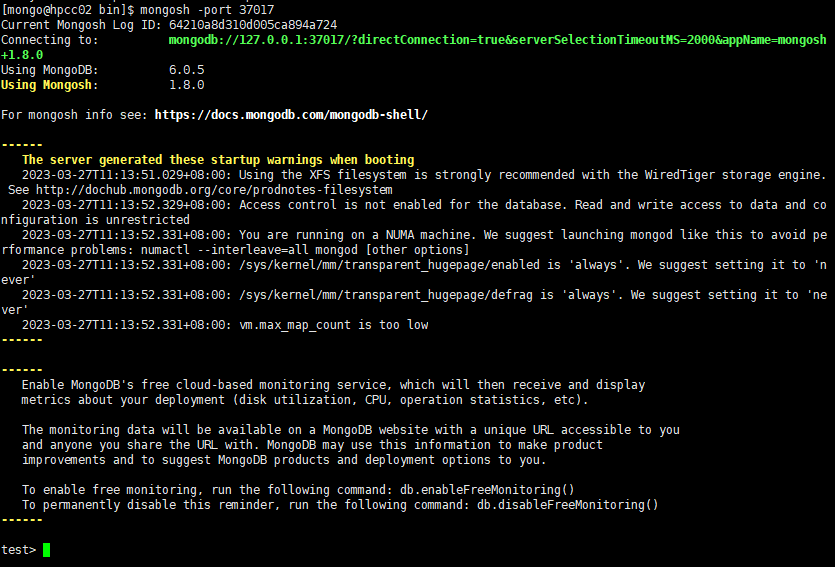 [mongo@hpcc02 bin]$ mongosh -port 37017
Current Mongosh Log ID: 64210a8d310d005ca894a724
Connecting to:          mongodb://127.0.0.1:37017/?directConnection=true&serverSelectionTimeoutMS=2000&appName=mongosh
+1.8.0
Using MongoDB:          6.0.5
Using Mongosh:          1.8.0
For mongosh info see: https://docs.mongodb.com/mongodb-shell/
------
   The server generated these startup warnings when booting
   2023-03-27T11:13:51.029+08:00: Using the XFS filesystem is strongly recommended with the WiredTiger storage engine.
 See http://dochub.mongodb.org/core/prodnotes-filesystem
   2023-03-27T11:13:52.329+08:00: Access control is not enabled for the database. Read and write access to data and co
nfiguration is unrestricted
   2023-03-27T11:13:52.331+08:00: You are running on a NUMA machine. We suggest launching mongod like this to avoid pe
rformance problems: numactl --interleave=all mongod [other options]
   2023-03-27T11:13:52.331+08:00: /sys/kernel/mm/transparent_hugepage/enabled is 'always'. We suggest setting it to 'n
ever'
   2023-03-27T11:13:52.331+08:00: /sys/kernel/mm/transparent_hugepage/defrag is 'always'. We suggest setting it to 'ne
ver'
   2023-03-27T11:13:52.331+08:00: vm.max_map_count is too low
------
------
   Enable MongoDB's free cloud-based monitoring service, which will then receive and display
   metrics about your deployment (disk utilization, CPU, operation statistics, etc).
   The monitoring data will be available on a MongoDB website with a unique URL accessible to you
   and anyone you share the URL with. MongoDB may use this information to make product
   improvements and to suggest MongoDB products and deployment options to you.
   To enable free monitoring, run the following command: db.enableFreeMonitoring()
   To permanently disable this reminder, run the following command: db.disableFreeMonitoring()
------
test>